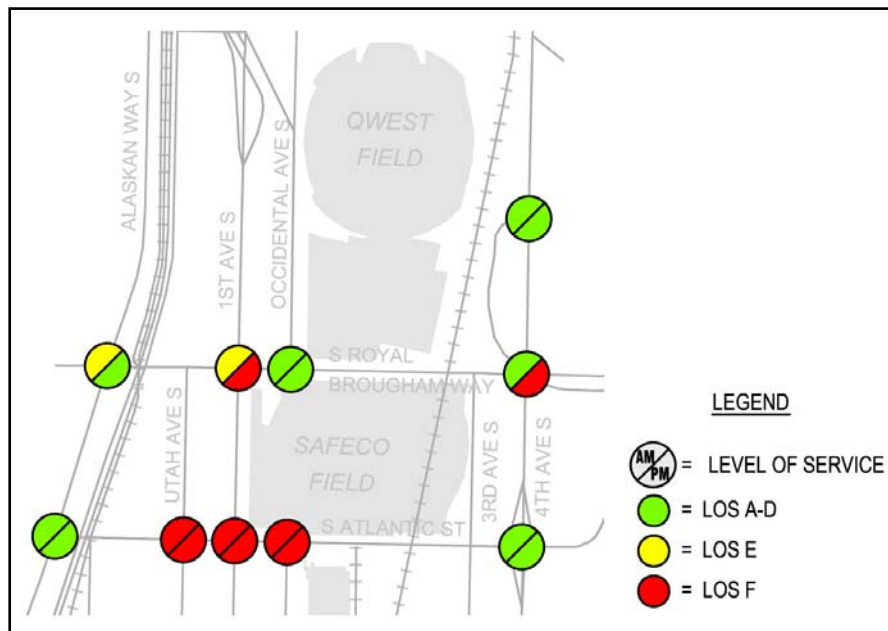 ALASKAN WAY S
1ST AVE S
OCCIDENTAL AVE S
QWEST
FIELD
S ROYAL
BROUGHAM WAY
UTAH AVE S
SAFECO
FIELD
3RD AVE S
4TH AVE S
S ATLANTIC ST
LEGEND
AM
PM
= LEVEL OF SERVICE
= LOS A-D
= LOS E
= LOS F